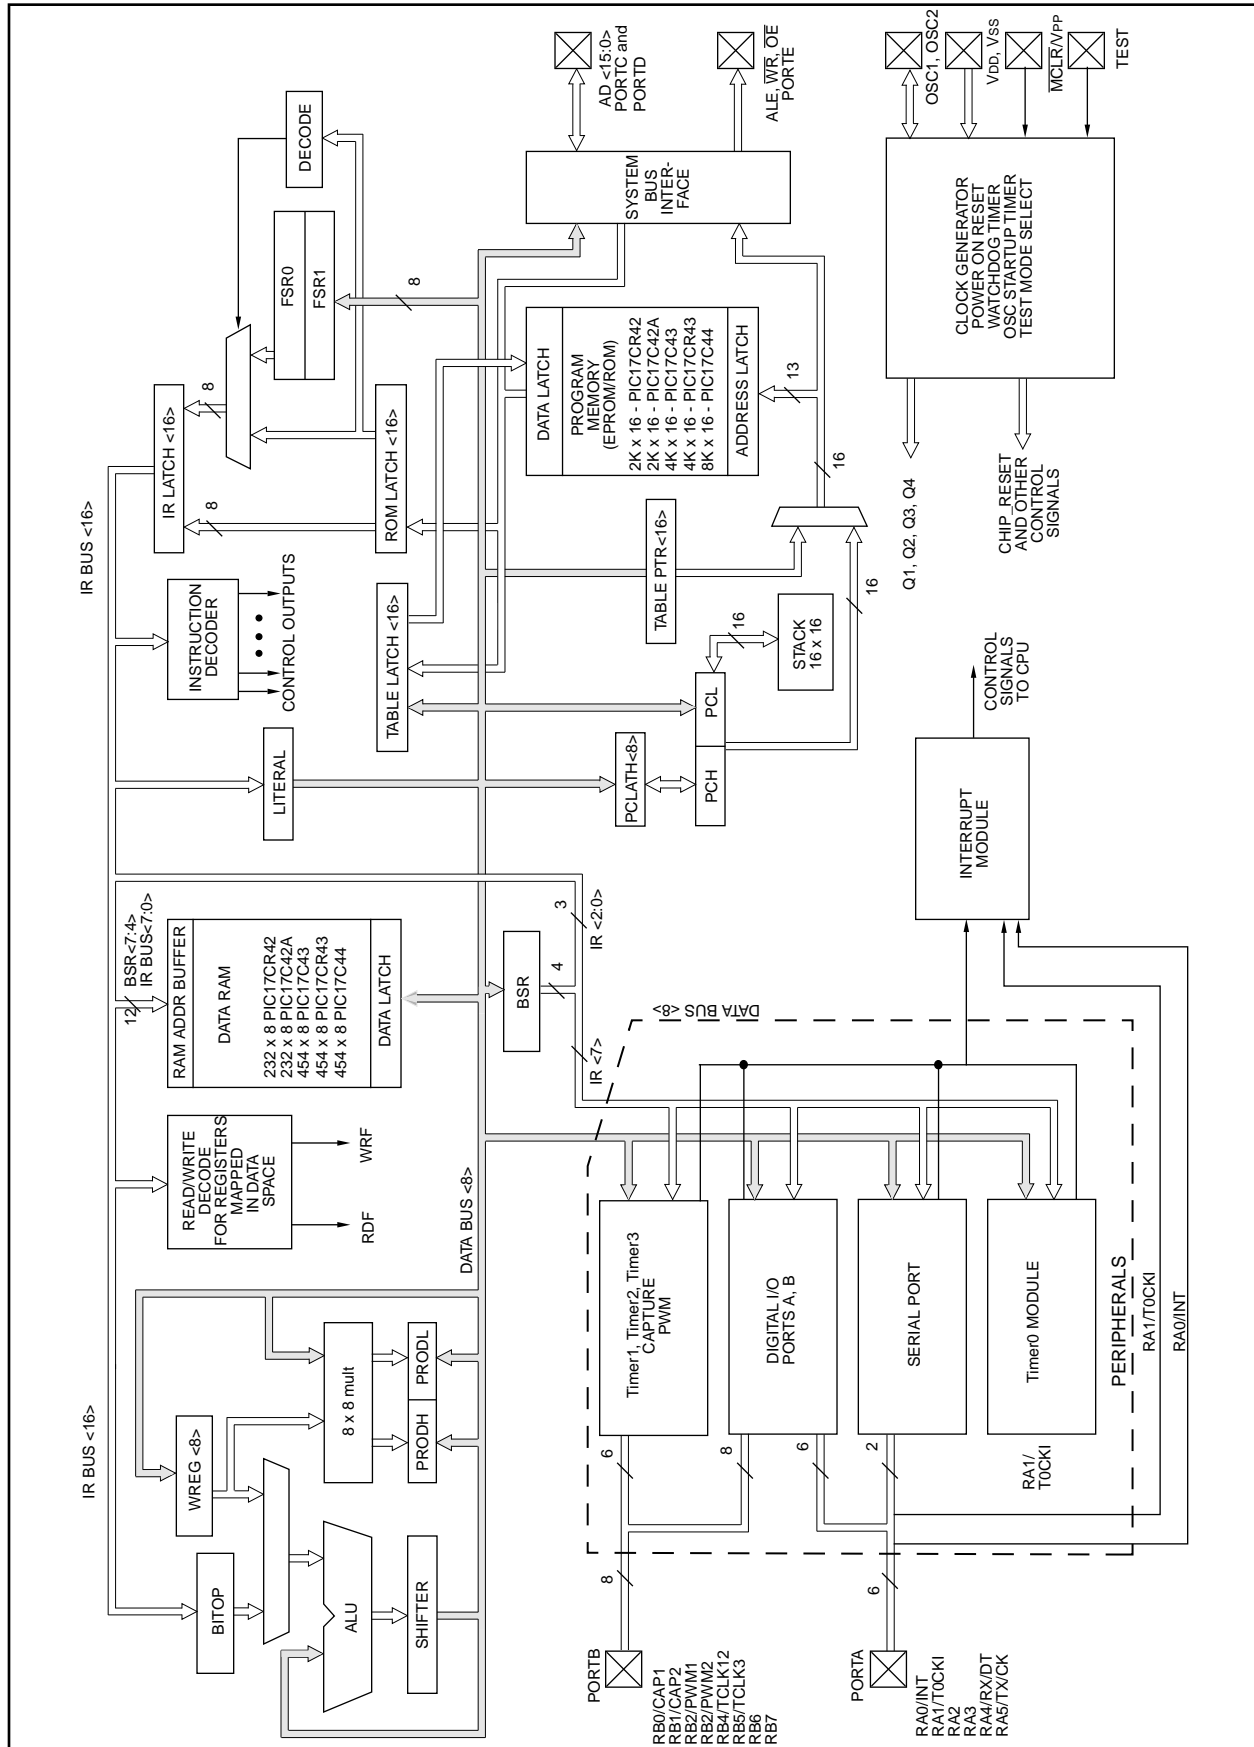 IR BUS <16>
IR BUS <16>
BITOP
WREG <8>
ALU
SHIFTER
8 x 8 mult
PRODH
PRODL
READ/WRITE
DECODE
FOR REGISTERS
MAPPED
IN DATA
SPACE
RDF
WRF
12
BSR<7:4>
IR BUS<7:0>
RAM ADDR BUFFER
DATA RAM
232 x 8 PIC17CR42
232 x 8 PIC17C42A
454 x 8 PIC17C43
454 x 8 PIC17CR43
454 x 8 PIC17C44
DATA LATCH
LITERAL
INSTRUCTION
DECODER
CONTROL OUTPUTS
IR LATCH <16>
8
8
ROM LATCH <16>
FSR0
FSR1
DECODE
8
TABLE LATCH <16>
DATA BUS <8>
BSR
4
3
IR <7>
IR <2:0>
PCLATH<8>
PCH
PCL
TABLE PTR<16>
16
STACK
16 x 16
16
16
13
DATA LATCH
PROGRAM
MEMORY
(EPROM/ROM)
2K x 16 - PIC17CR42
2K x 16 - PIC17C42A
4K x 16 - PIC17C43
4K x 16 - PIC17CR43
8K x 16 - PIC17C44
ADDRESS LATCH
SYSTEM
BUS
INTER-
FACE
AD <15:0>
PORTC and
PORTD
ALE, WR, OE
PORTE
PORTB
RB0/CAP1
RB1/CAP2
RB2/PWM1
RB2/PWM2
RB4/TCLK12
RB5/TCLK3
RB6
RB7
8
6
8
Timer1, Timer2, Timer3
CAPTURE
PWM
DIGITAL I/O
PORTS A, B
DATA BUS <8>
PORTA
RA0/INT
RA1/T0CKI
RA2
RA3
RA4/RX/DT
RA5/TX/CK
6
6
2
SERIAL PORT
RA1/
T0CKI
Timer0 MODULE
PERIPHERALS
RA1/T0CKI
RA0/INT
INTERRUPT
MODULE
CONTROL
SIGNALS
TO CPU
Q1, Q2, Q3, Q4
CHIP_RESET
AND OTHER
CONTROL
SIGNALS
CLOCK GENERATOR
POWER ON RESET
WATCHDOG TIMER
OSC STARTUP TIMER
TEST MODE SELECT
OSC1, OSC2
VDD, VSS
MCLR/VPP
TEST